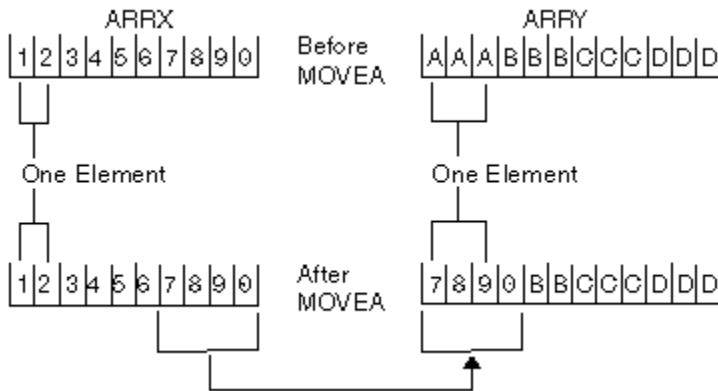 ARRX ARRY
1 2 3 4 5 6 7 8 9 0 Before MOVEA A A A B B B C C C D D D
One Element One Element
1 2 3 4 5 6 7 8 9 0 After MOVEA 7 8 9 0 B B C C C D D D